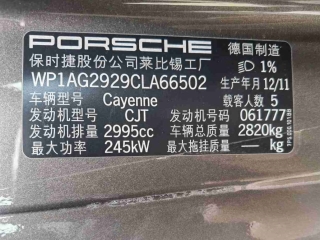 PORSCHE 德国制造
保时捷股份公司莱比锡工厂 1%
WP1AG2929CLA66502 生产年月 12/11
车辆型号 Cayenne 载客人数 5
发动机型号 CJT 发动机号 061777
发动机排量 2995cc 车辆总质量 2820kg
最大功率 245kW 最大拖挂质量 — kg